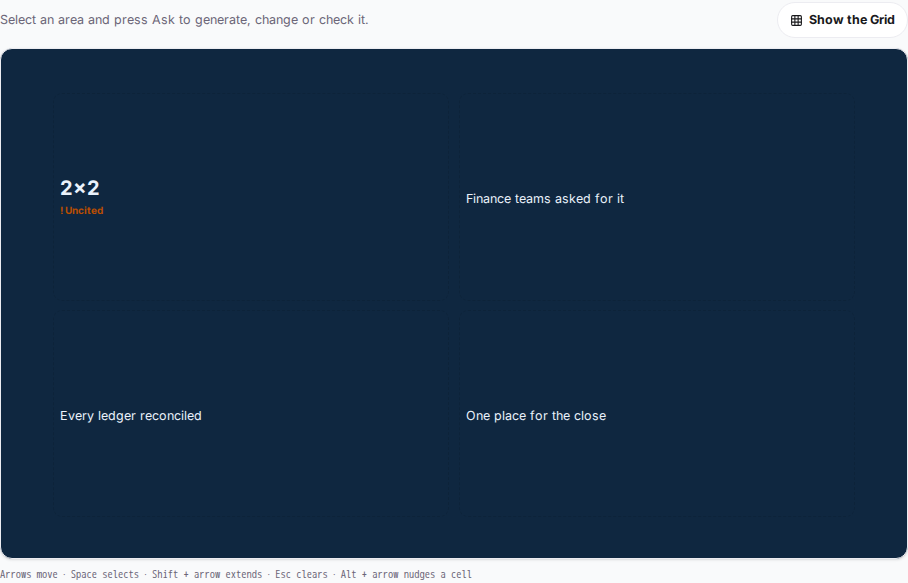 Select an area and press Ask to generate, change or check it.
Show the Grid
2×2
! Uncited
Finance teams asked for it
Every ledger reconciled
One place for the close
Arrows move · Space selects · Shift + arrow extends · Esc clears · Alt + arrow nudges a cell